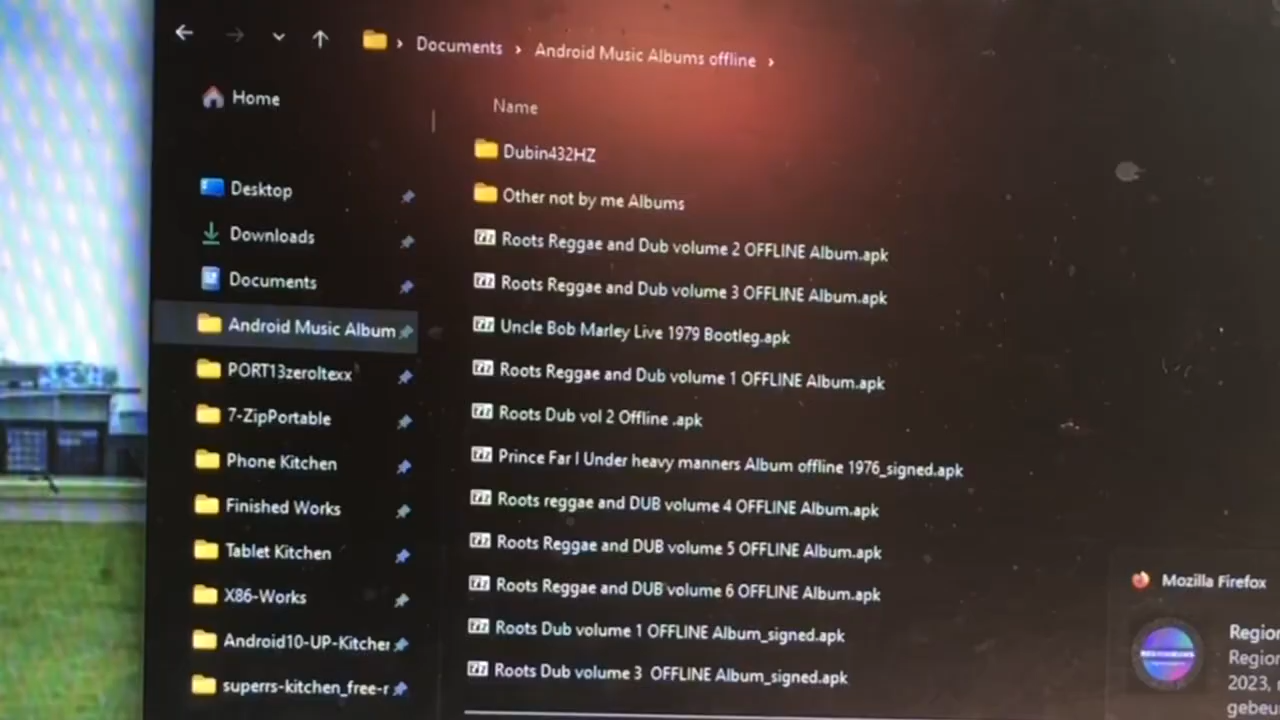 Documents > Android Music Albums offline >
Home
Desktop
Downloads
Documents
Android Music Album
PORT13zeroltexx
7-ZipPortable
Phone Kitchen
Finished Works
Tablet Kitchen
X86-Works
Android10-UP-Kitcher
superrs-kitchen_free-r
Name
Dubin432HZ
Other not by me Albums
Roots Reggae and Dub volume 2 OFFLINE Album.apk
Roots Reggae and Dub volume 3 OFFLINE Album.apk
Uncle Bob Marley Live 1979 Bootleg.apk
Roots Reggae and Dub volume 1 OFFLINE Album.apk
Roots Dub vol 2 Offline .apk
Prince Far I Under heavy manners Album offline 1976_signed.apk
Roots reggae and DUB volume 4 OFFLINE Album.apk
Roots Reggae and DUB volume 5 OFFLINE Album.apk
Roots Reggae and DUB volume 6 OFFLINE Album.apk
Roots Dub volume 1 OFFLINE Album_signed.apk
Roots Dub volume 3 OFFLINE Album_signed.apk
Mozilla Firefox
Region
Region
2023,
gebeu